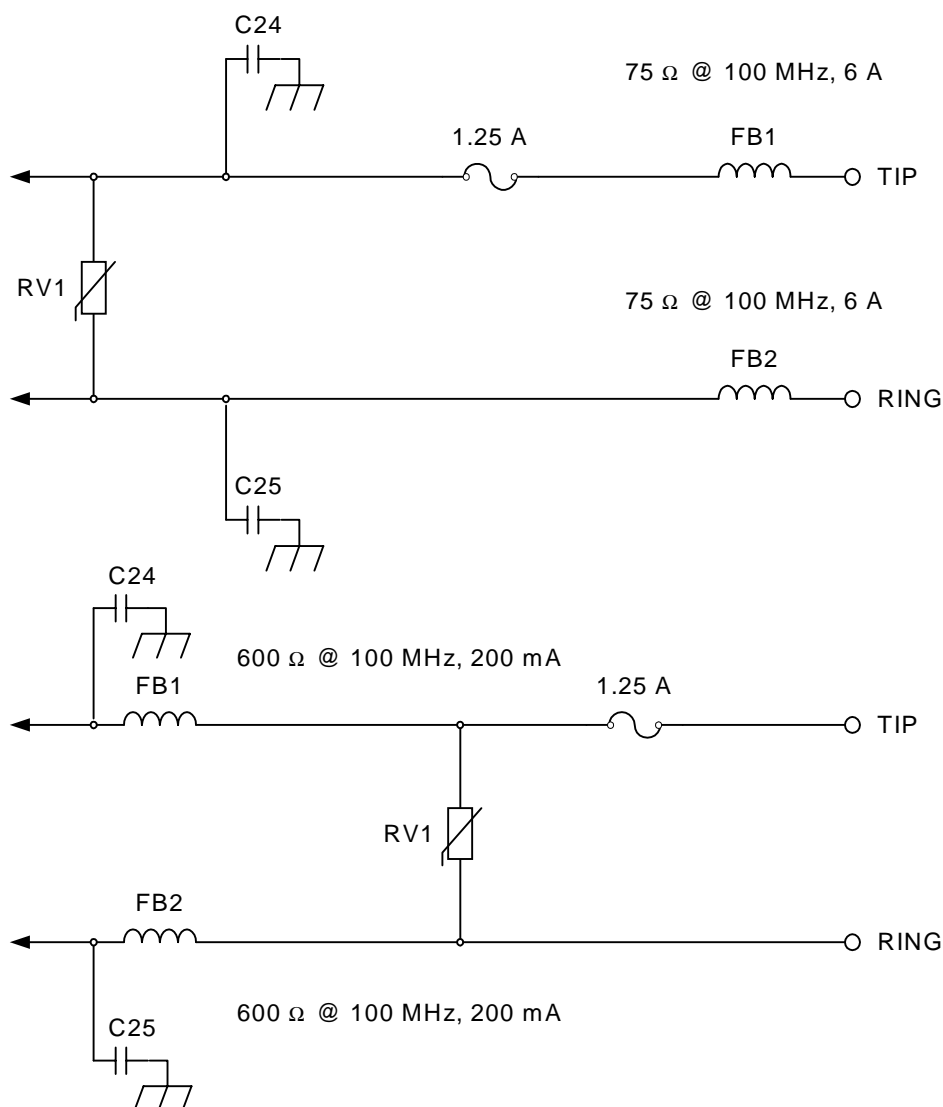 C24
75 Ω @ 100 MHz, 6 A
1.25 A
FB1
TIP
RV1
75 Ω @ 100 MHz, 6 A
FB2
RING
C25
C24
600 Ω @ 100 MHz, 200 mA
FB1
1.25 A
TIP
RV1
FB2
RING
600 Ω @ 100 MHz, 200 mA
C25